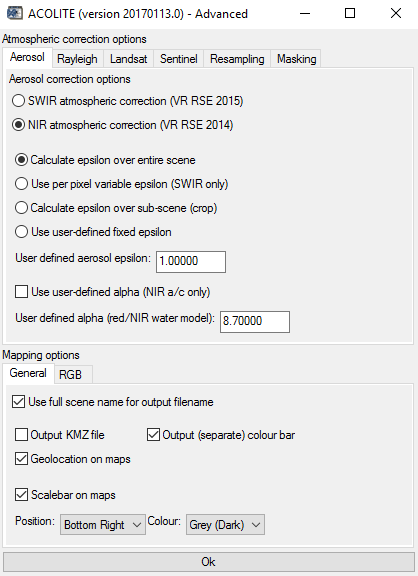 ACOLITE (version 20170113.0) - Advanced
Atmospheric correction options
Aerosol Rayleigh Landsat Sentinel Resampling Masking
Aerosol correction options
SWIR atmospheric correction (VR RSE 2015)
NIR atmospheric correction (VR RSE 2014)
Calculate epsilon over entire scene
Use per pixel variable epsilon (SWIR only)
Calculate epsilon over sub-scene (crop)
Use user-defined fixed epsilon
User defined aerosol epsilon: 1.00000
Use user-defined alpha (NIR a/c only)
User defined alpha (red/NIR water model): 8.70000
Mapping options
General RGB
Use full scene name for output filename
Output KMZ file Output (separate) colour bar
Geolocation on maps
Scalebar on maps
Position: Bottom Right Colour: Grey (Dark)
Ok